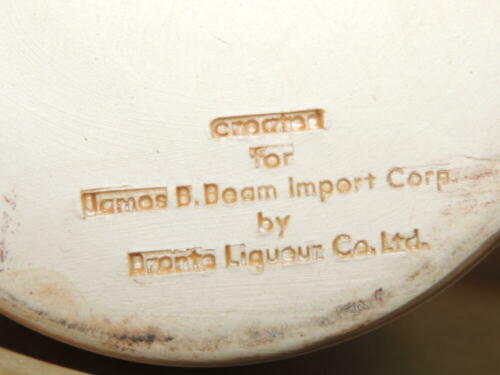 Created
for
James B. Beam Import Corp.
by
Dronta Liqueur Co. Ltd.